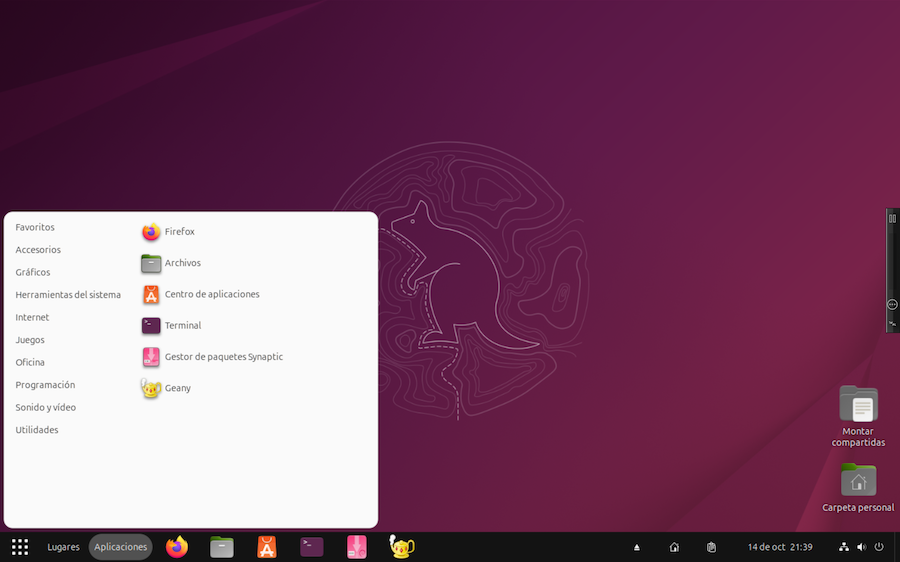 Favoritos
Accesorios
Gráficos
Herramientas del sistema
Internet
Juegos
Oficina
Programación
Sonido y vídeo
Utilidades
Firefox
Archivos
Centro de aplicaciones
Terminal
Gestor de paquetes Synaptic
Geany
Montar
compartidas
Carpeta personal
Lugares
Aplicaciones
14 de oct 21:39